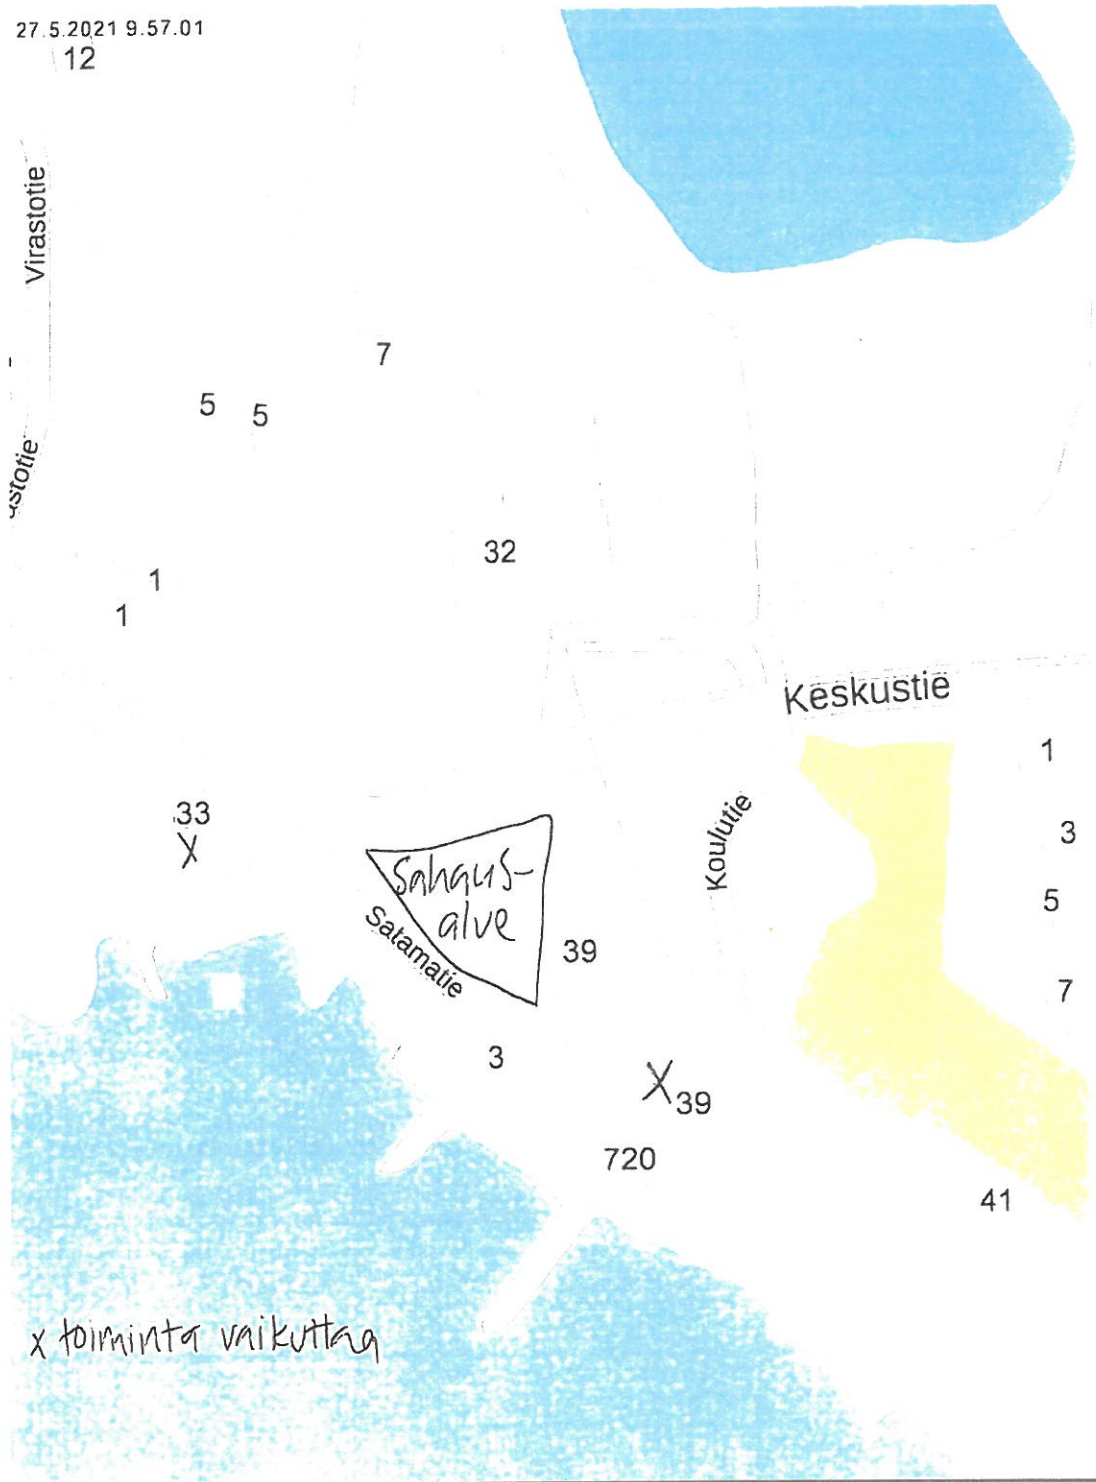 27.5.2021 9.57.01
12
Virastotie
7
5 5
astotie
32
1
1
Keskustie
1
33
X
3
Koulutie
Sahaus-
alue
5
Satamatie
39
7
3
X 39
720
41
x toiminta vaikuttaa